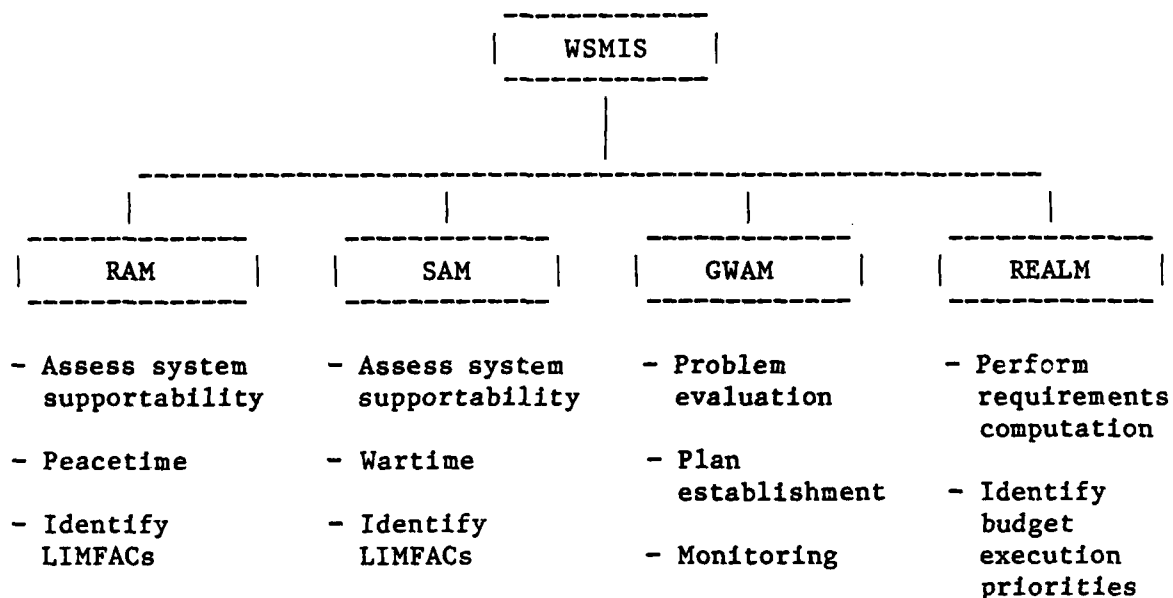 WSMIS
RAM
SAM
GWAM
REALM
- Assess system
supportability
- Peacetime
- Identify
LIMFACs
- Assess system
supportability
- Wartime
- Identify
LIMFACs
- Problem
evaluation
- Plan
establishment
- Monitoring
- Perform
requirements
computation
- Identify
budget
execution
priorities